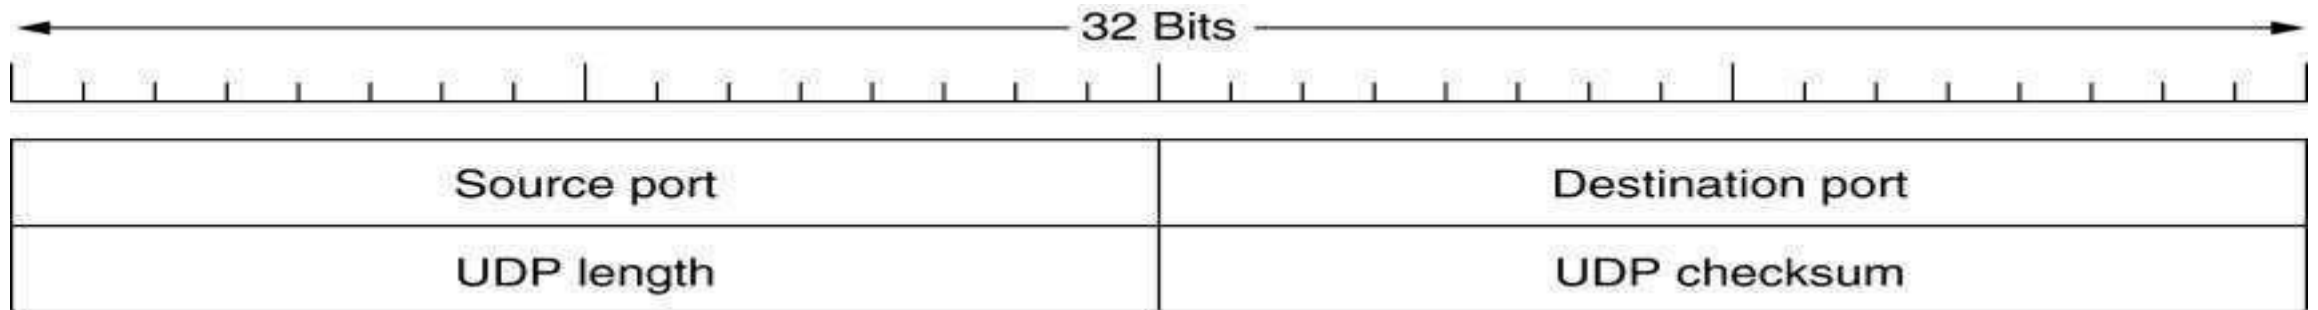 32 Bits
Source port Destination port
UDP length UDP checksum